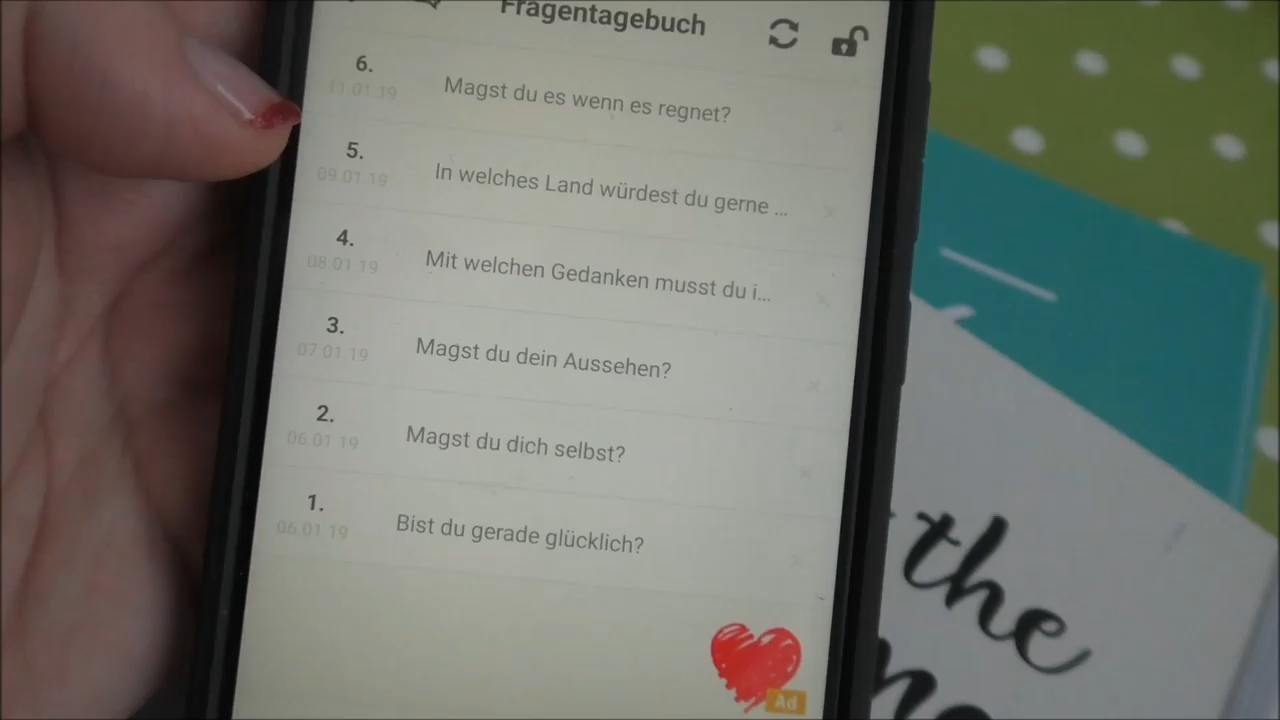 Fragentagebuch
6.
11.01.19
Magst du es wenn es regnet?
5.
09.01.19
In welches Land würdest du gerne ...
4.
08.01.19
Mit welchen Gedanken musst du i...
3.
07.01.19
Magst du dein Aussehen?
2.
06.01.19
Magst du dich selbst?
1.
06.01.19
Bist du gerade glücklich?
Ad
the